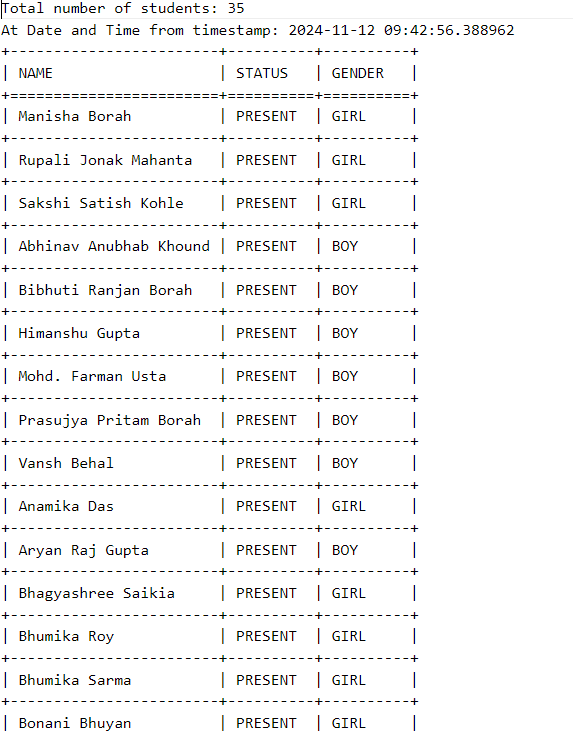 Total number of students: 35
At Date and Time from timestamp: 2024-11-12 09:42:56.388962
+------------------------+----------+----------+
| NAME                   | STATUS   | GENDER   |
+========================+==========+==========+
| Manisha Borah          | PRESENT  | GIRL     |
+------------------------+----------+----------+
| Rupali Jonak Mahanta   | PRESENT  | GIRL     |
+------------------------+----------+----------+
| Sakshi Satish Kohle    | PRESENT  | GIRL     |
+------------------------+----------+----------+
| Abhinav Anubhab Khound | PRESENT  | BOY      |
+------------------------+----------+----------+
| Bibhuti Ranjan Borah   | PRESENT  | BOY      |
+------------------------+----------+----------+
| Himanshu Gupta         | PRESENT  | BOY      |
+------------------------+----------+----------+
| Mohd. Farman Usta      | PRESENT  | BOY      |
+------------------------+----------+----------+
| Prasujya Pritam Borah  | PRESENT  | BOY      |
+------------------------+----------+----------+
| Vansh Behal            | PRESENT  | BOY      |
+------------------------+----------+----------+
| Anamika Das            | PRESENT  | GIRL     |
+------------------------+----------+----------+
| Aryan Raj Gupta        | PRESENT  | BOY      |
+------------------------+----------+----------+
| Bhagyashree Saikia     | PRESENT  | GIRL     |
+------------------------+----------+----------+
| Bhumika Roy            | PRESENT  | GIRL     |
+------------------------+----------+----------+
| Bhumika Sarma          | PRESENT  | GIRL     |
+------------------------+----------+----------+
| Bonani Bhuyan          | PRESENT  | GIRL     |